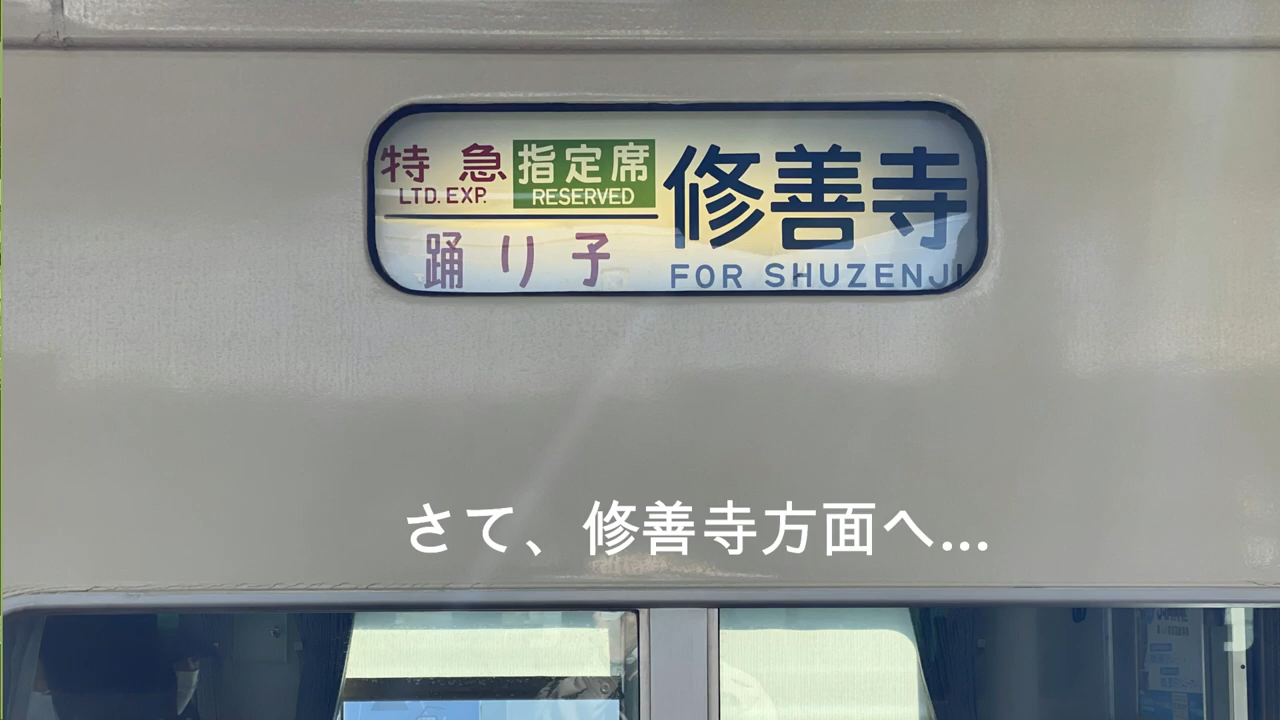 特急
LTD. EXP.
指定席
RESERVED
踊り子
修善寺
FOR SHUZENJI
さて、修善寺方面へ...